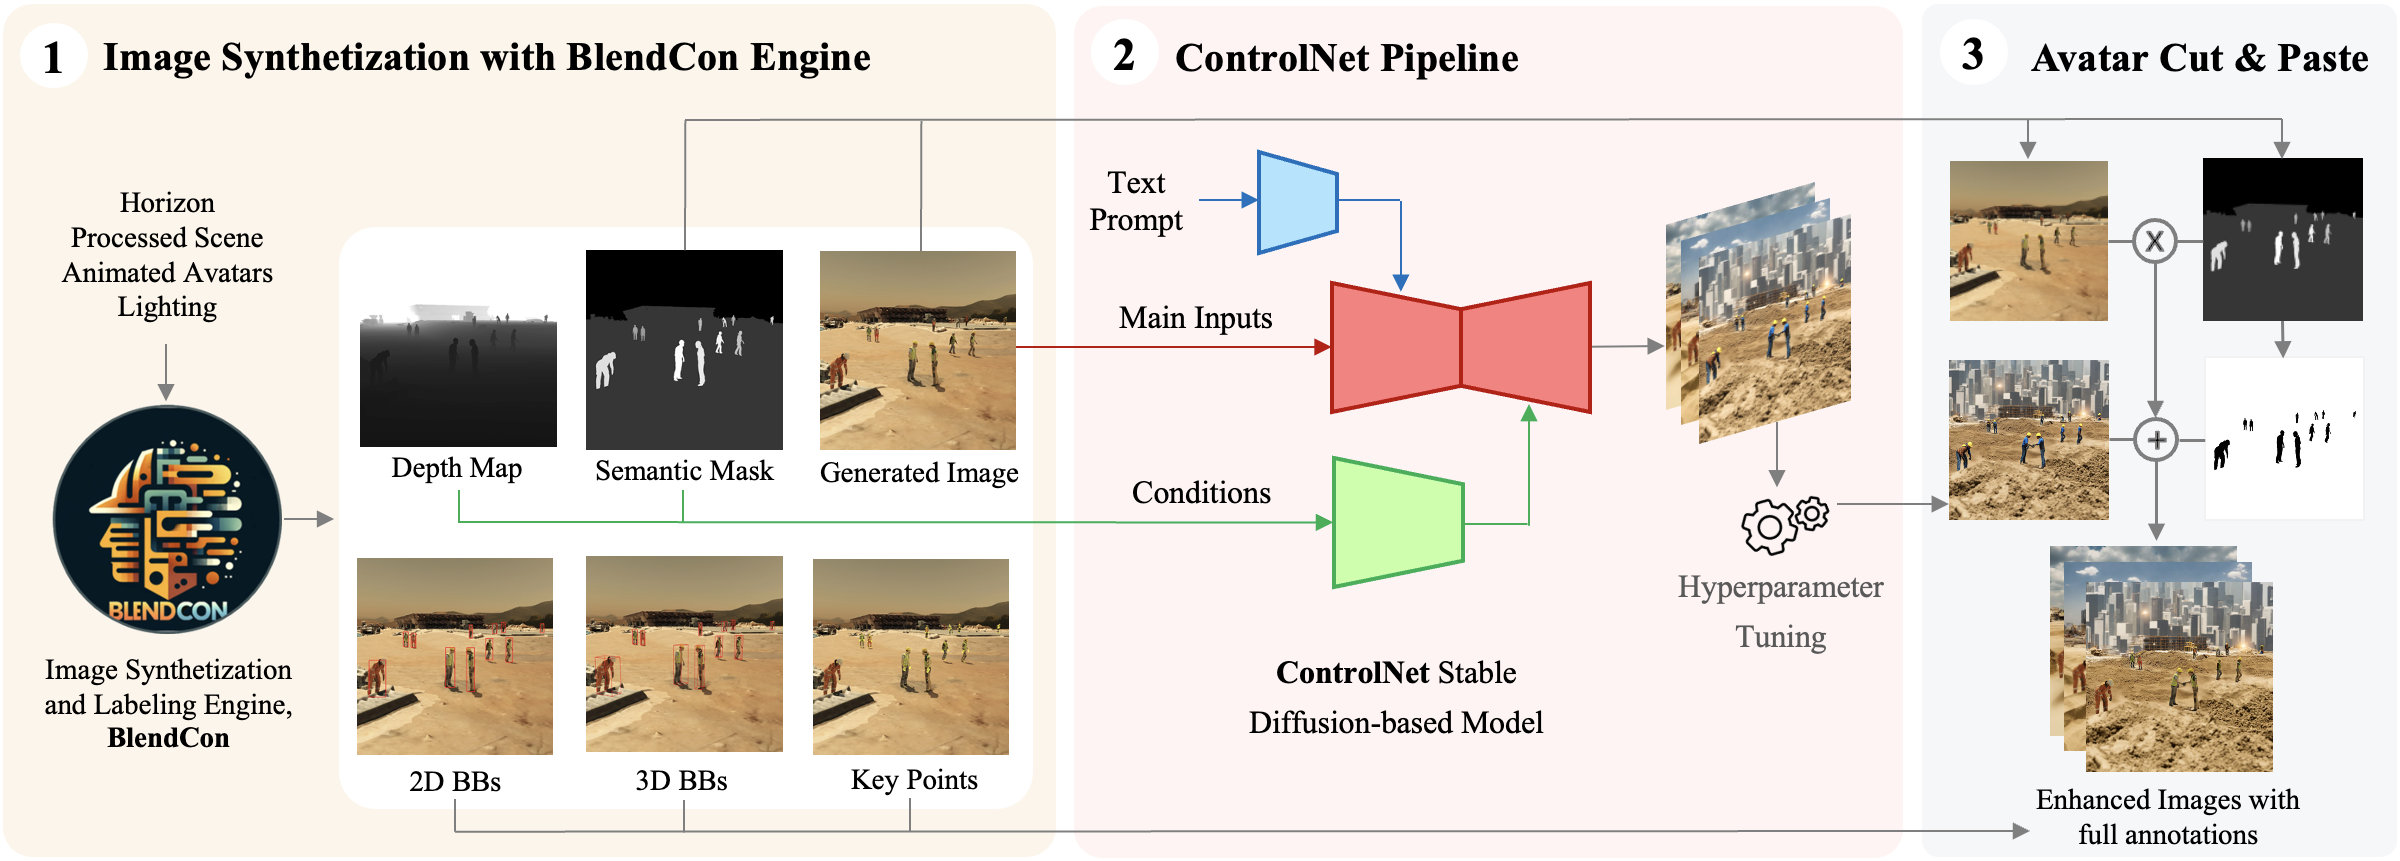 1 Image Synthetization with BlendCon Engine
Horizon
Processed Scene
Animated Avatars
Lighting
BLENDCON
Image Synthetization
and Labeling Engine,
BlendCon
Depth Map
Semantic Mask
Generated Image
2D BBs
3D BBs
Key Points
2 ControlNet Pipeline
Text
Prompt
Main Inputs
Conditions
ControlNet Stable
Diffusion-based Model
Hyperparameter
Tuning
3 Avatar Cut & Paste
X
+
Enhanced Images with
full annotations